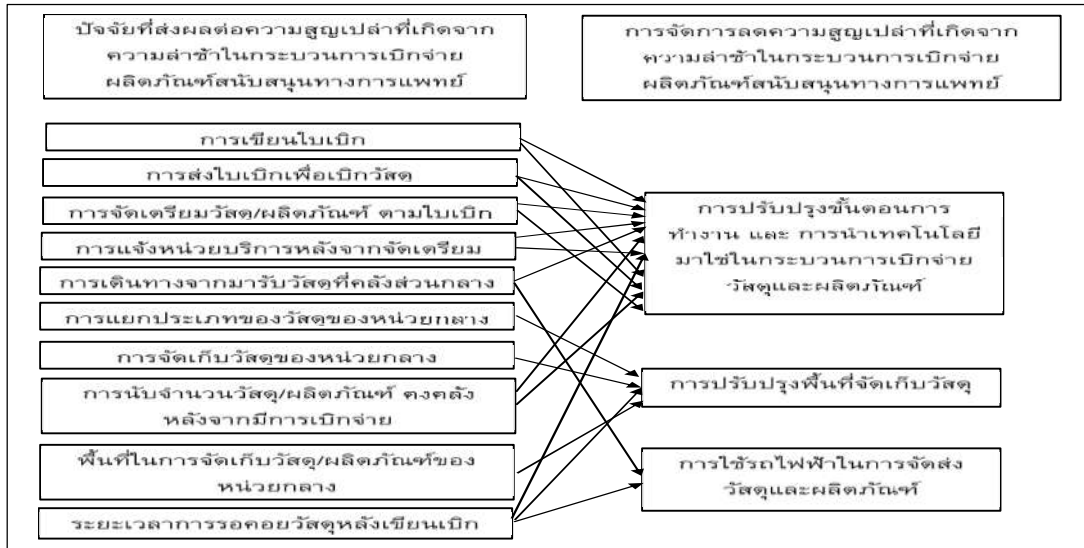 ปัจจัยที่ส่งผลต่อความสูญเปล่าที่เกิดจาก
ความล่าช้าในกระบวนการเบิกจ่าย
ผลิตภัณฑ์สนับสนุนทางการแพทย์
การจัดการลดความสูญเปล่าที่เกิดจาก
ความล่าช้าในกระบวนการเบิกจ่าย
ผลิตภัณฑ์สนับสนุนทางการแพทย์
การเขียนใบเบิก
การส่งใบเบิกเพื่อเบิกวัสดุ
การจัดเตรียมวัสดุ/ผลิตภัณฑ์ ตามใบเบิก
การแจ้งหน่วยบริการหลังจากจัดเตรียม
การเดินทางจากมารับวัสดุที่คลังส่วนกลาง
การแยกประเภทของวัสดุของหน่วยกลาง
การจัดเก็บวัสดุของหน่วยกลาง
การนับจำนวนวัสดุ/ผลิตภัณฑ์ คงคลัง
หลังจากมีการเบิกจ่าย
พื้นที่ในการจัดเก็บวัสดุ/ผลิตภัณฑ์ของ
หน่วยกลาง
ระยะเวลาการรอคอยวัสดุหลังเขียนเบิก
การปรับปรุงขั้นตอนการ
ทำงาน และ การนำเทคโนโลยี
มาใช้ในกระบวนการเบิกจ่าย
วัสดุและผลิตภัณฑ์
การปรับปรุงพื้นที่จัดเก็บวัสดุ
การใช้รถไฟฟ้าในการจัดส่ง
วัสดุและผลิตภัณฑ์